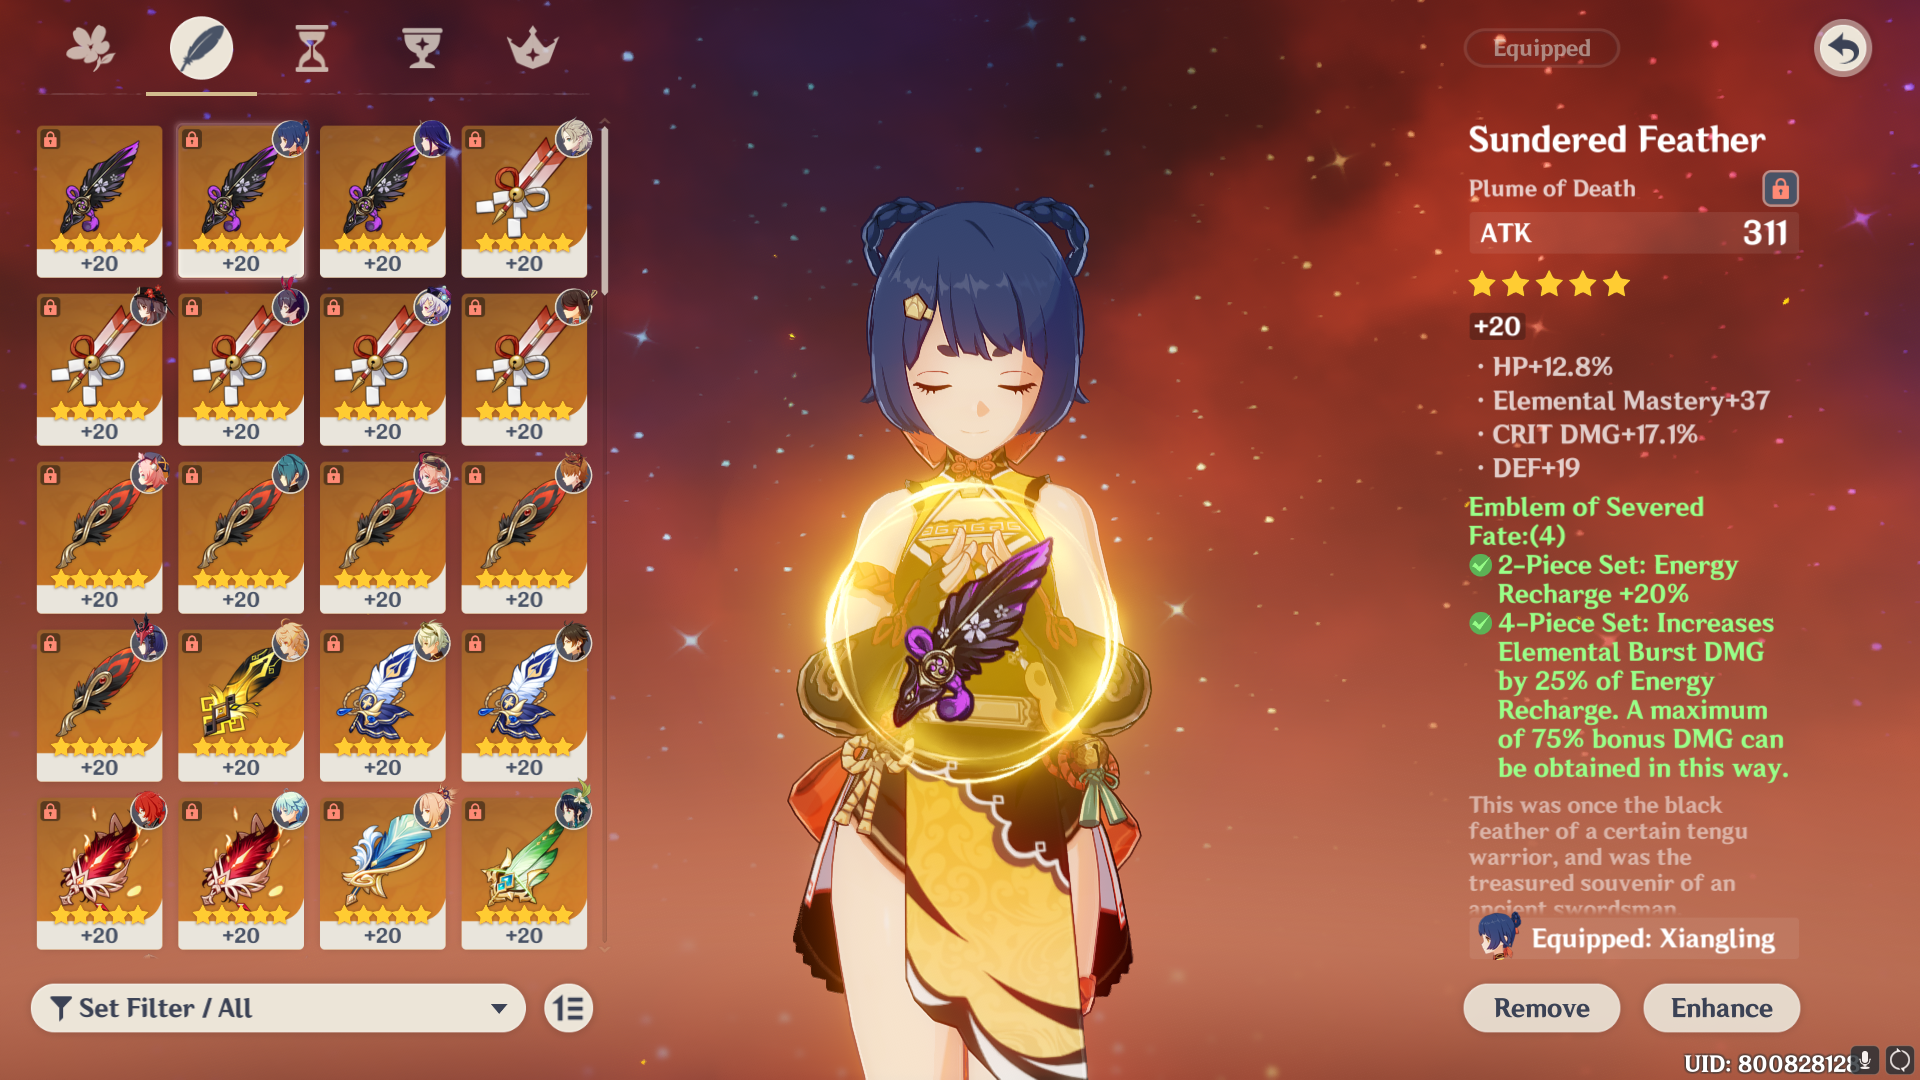 Equipped
Sundered Feather
Plume of Death
ATK 311
+20
· HP+12.8%
· Elemental Mastery+37
· CRIT DMG+17.1%
· DEF+19
Emblem of Severed
Fate:(4)
2-Piece Set: Energy
Recharge +20%
4-Piece Set: Increases
Elemental Burst DMG
by 25% of Energy
Recharge. A maximum
of 75% bonus DMG can
be obtained in this way.
This was once the black
feather of a certain tengu
warrior, and was the
treasured souvenir of an
ancient swordsman.
Equipped: Xiangling
Remove Enhance
+20 +20 +20 +20
+20 +20 +20 +20
+20 +20 +20 +20
+20 +20 +20 +20
+20 +20 +20 +20
Set Filter / All
UID: 80082812